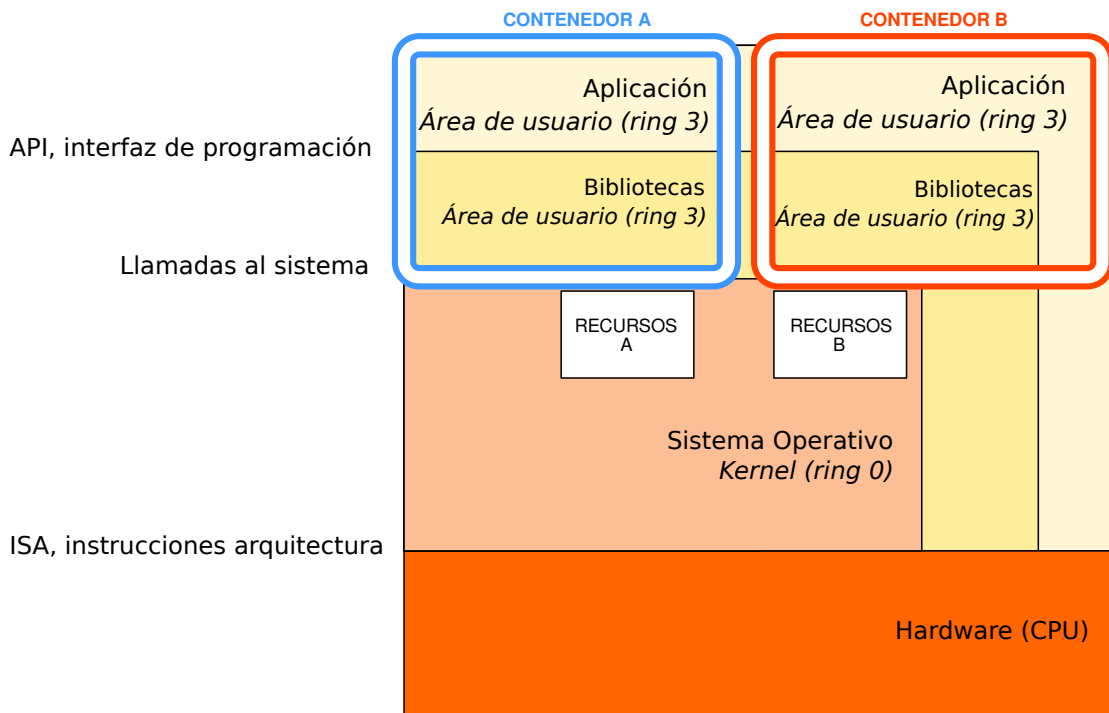 CONTENEDOR A
CONTENEDOR B
Aplicación
Área de usuario (ring 3)
Aplicación
Área de usuario (ring 3)
API, interfaz de programación
Bibliotecas
Área de usuario (ring 3)
Bibliotecas
Área de usuario (ring 3)
Llamadas al sistema
RECURSOS
A
RECURSOS
B
Sistema Operativo
Kernel (ring 0)
ISA, instrucciones arquitectura
Hardware (CPU)